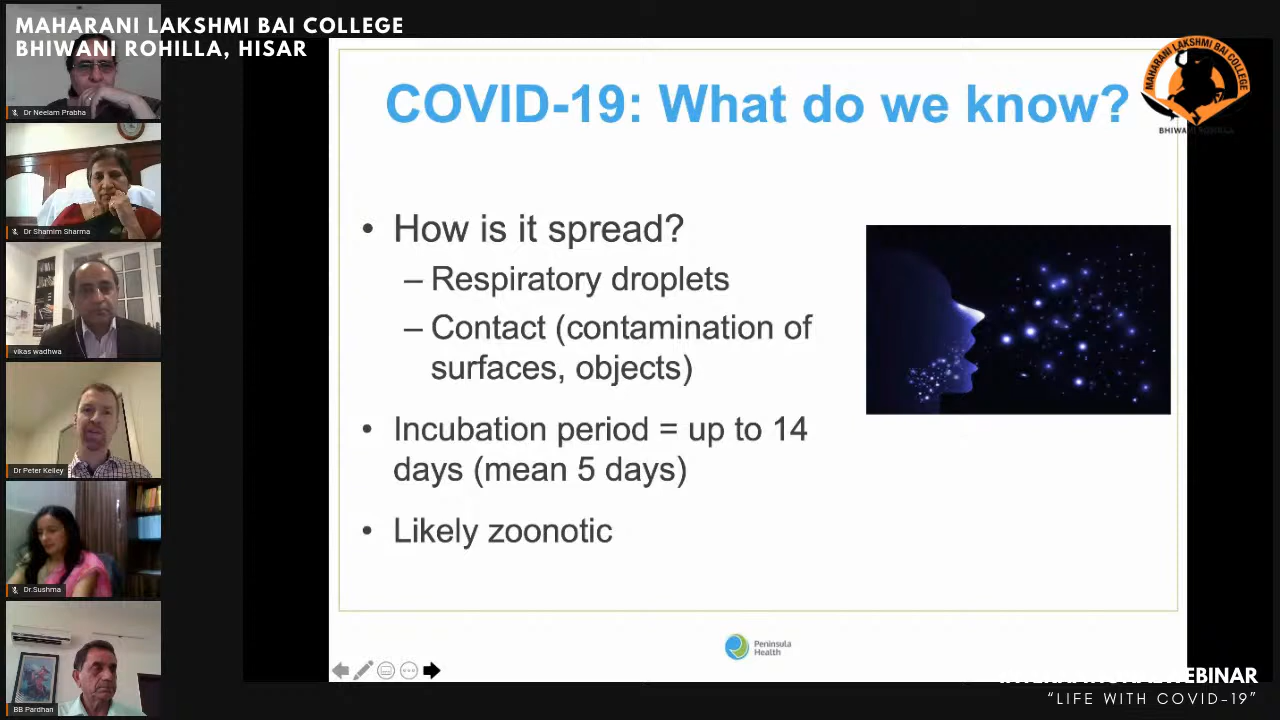 MAHARANI LAKSHMI BAI COLLEGE
BHIWANI ROHILLA, HISAR
Dr Neelam Prabha
Dr Shamim Sharma
vikas wadhwa
Dr Peter Kelley
Dr.Sushma
BB Pardhan
COVID-19: What do we know?
• How is it spread?
– Respiratory droplets
– Contact (contamination of
surfaces, objects)
• Incubation period = up to 14
days (mean 5 days)
• Likely zoonotic
Peninsula
Health
MAHARANI LAKSHMI BAI COLLEGE
BHIWANI ROHILLA
INTERNATIONAL WEBINAR
“LIFE WITH COVID-19”